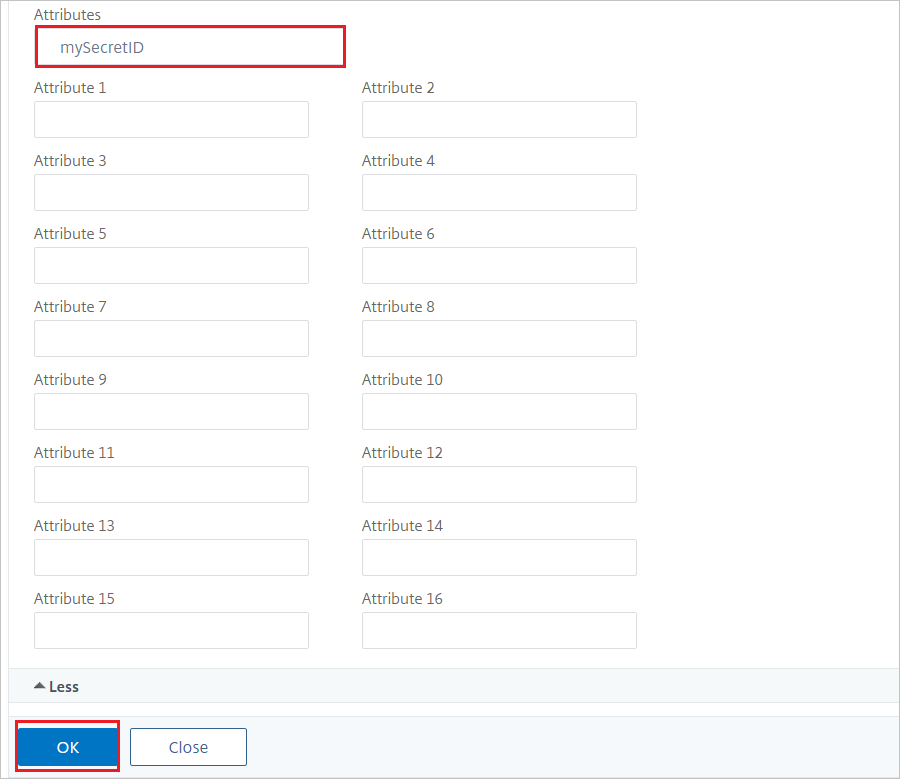 Attributes
mySecretID
Attribute 1 Attribute 2
Attribute 3 Attribute 4
Attribute 5 Attribute 6
Attribute 7 Attribute 8
Attribute 9 Attribute 10
Attribute 11 Attribute 12
Attribute 13 Attribute 14
Attribute 15 Attribute 16
Less
OK Close